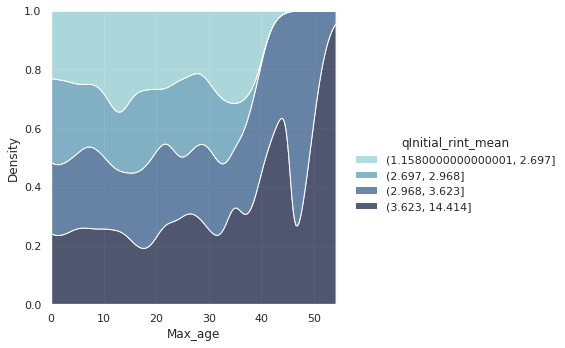 1.0
0.8
0.6
0.4
0.2
0.0
Density
0 10 20 30 40 50
Max_age
qInitial_rint_mean
(1.1580000000000001, 2.697]
(2.697, 2.968]
(2.968, 3.623]
(3.623, 14.414]